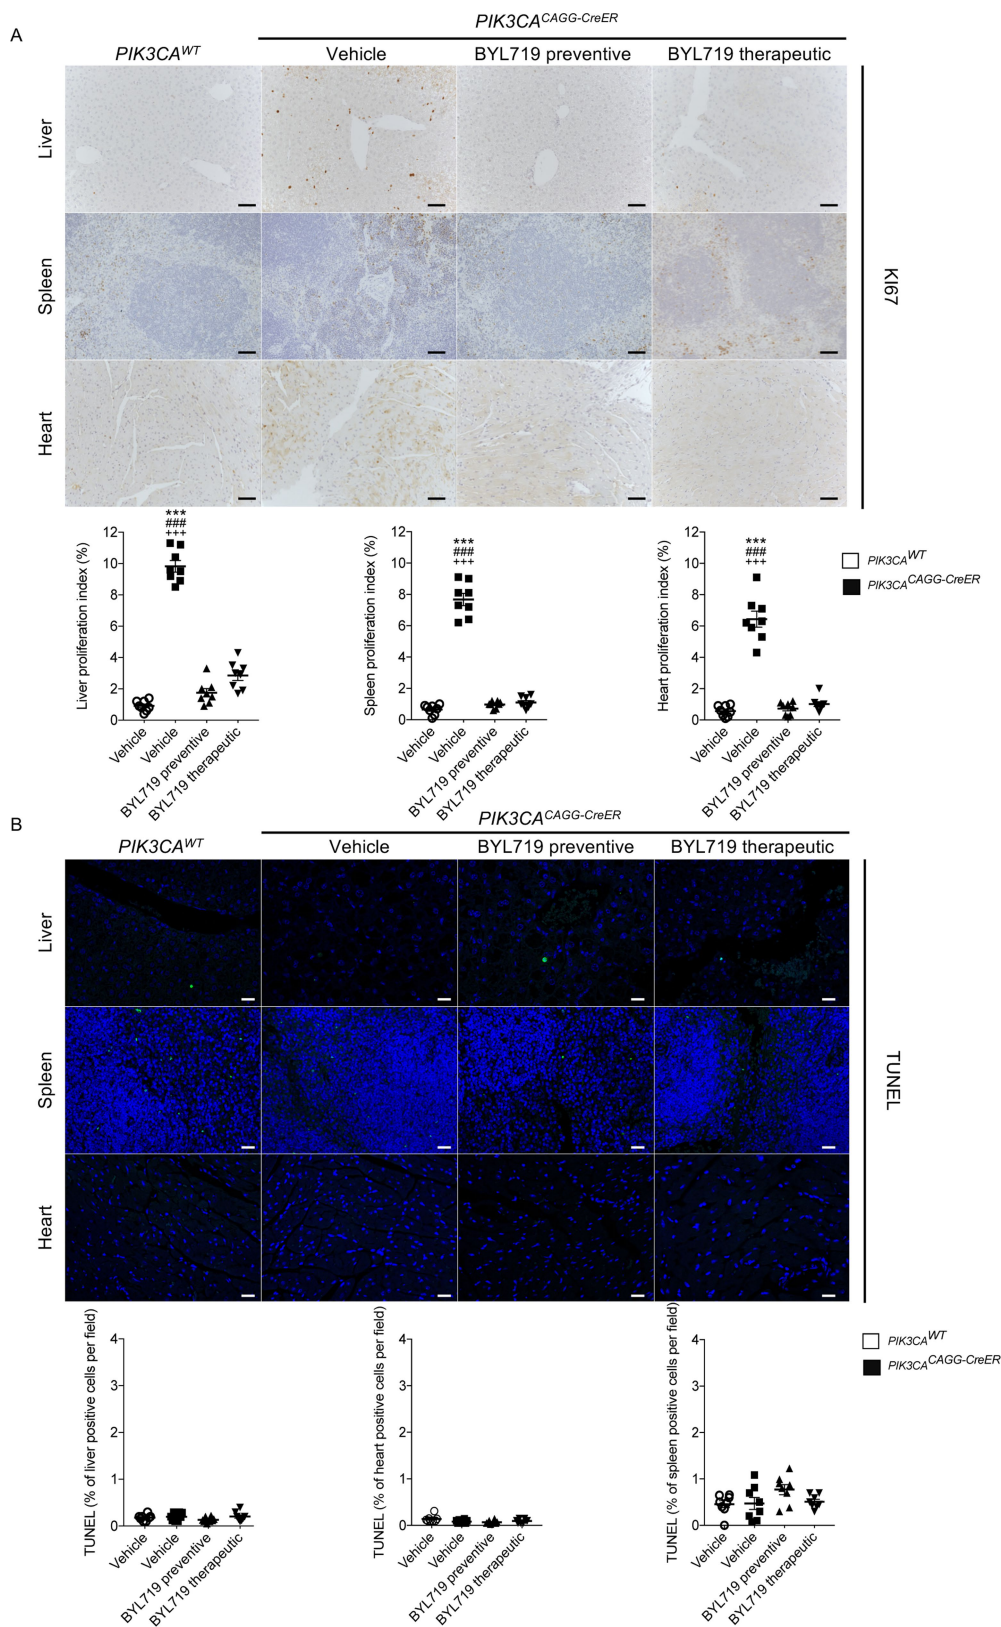 A
PIK3CA^CAGG-CreER
PIK3CA^WT
Vehicle
BYL719 preventive
BYL719 therapeutic
Liver
Spleen
Heart
KI67
Liver proliferation index (%)
12
10
8
6
4
2
0
***
###
+++
Vehicle
Vehicle
BYL719 preventive
BYL719 therapeutic
Spleen proliferation index (%)
12
10
8
6
4
2
0
***
###
+++
Vehicle
Vehicle
BYL719 preventive
BYL719 therapeutic
Heart proliferation index (%)
12
10
8
6
4
2
0
***
###
+++
Vehicle
Vehicle
BYL719 preventive
BYL719 therapeutic
PIK3CA^WT
PIK3CA^CAGG-CreER
B
PIK3CA^CAGG-CreER
PIK3CA^WT
Vehicle
BYL719 preventive
BYL719 therapeutic
Liver
Spleen
Heart
TUNEL
TUNEL (% of liver positive cells per field)
4
3
2
1
0
Vehicle
Vehicle
BYL719 preventive
BYL719 therapeutic
TUNEL (% of heart positive cells per field)
4
3
2
1
0
Vehicle
Vehicle
BYL719 preventive
BYL719 therapeutic
TUNEL (% of spleen positive cells per field)
4
3
2
1
0
Vehicle
Vehicle
BYL719 preventive
BYL719 therapeutic
PIK3CA^WT
PIK3CA^CAGG-CreER